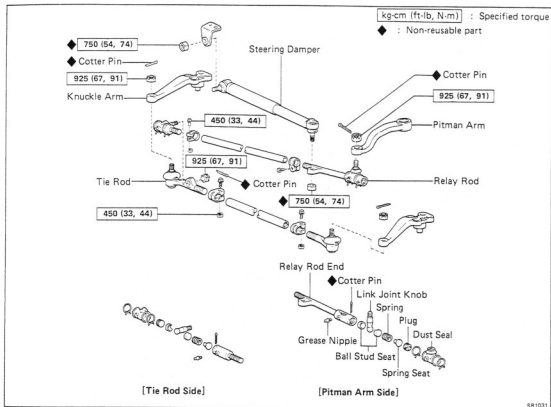 kg-cm (ft-lb, N·m) : Specified torque
◆ : Non-reusable part
◆ 750 (54, 74)
◆ Cotter Pin
925 (67, 91)
Knuckle Arm
Steering Damper
◆ Cotter Pin
925 (67, 91)
Pitman Arm
450 (33, 44)
925 (67, 91)
◆ Cotter Pin
Tie Rod
Relay Rod
◆ 750 (54, 74)
450 (33, 44)
Relay Rod End
◆ Cotter Pin
Link Joint Knob
Spring
Plug
Dust Seal
Grease Nipple
Ball Stud Seat
Spring Seat
[Tie Rod Side]
[Pitman Arm Side]
SR1031